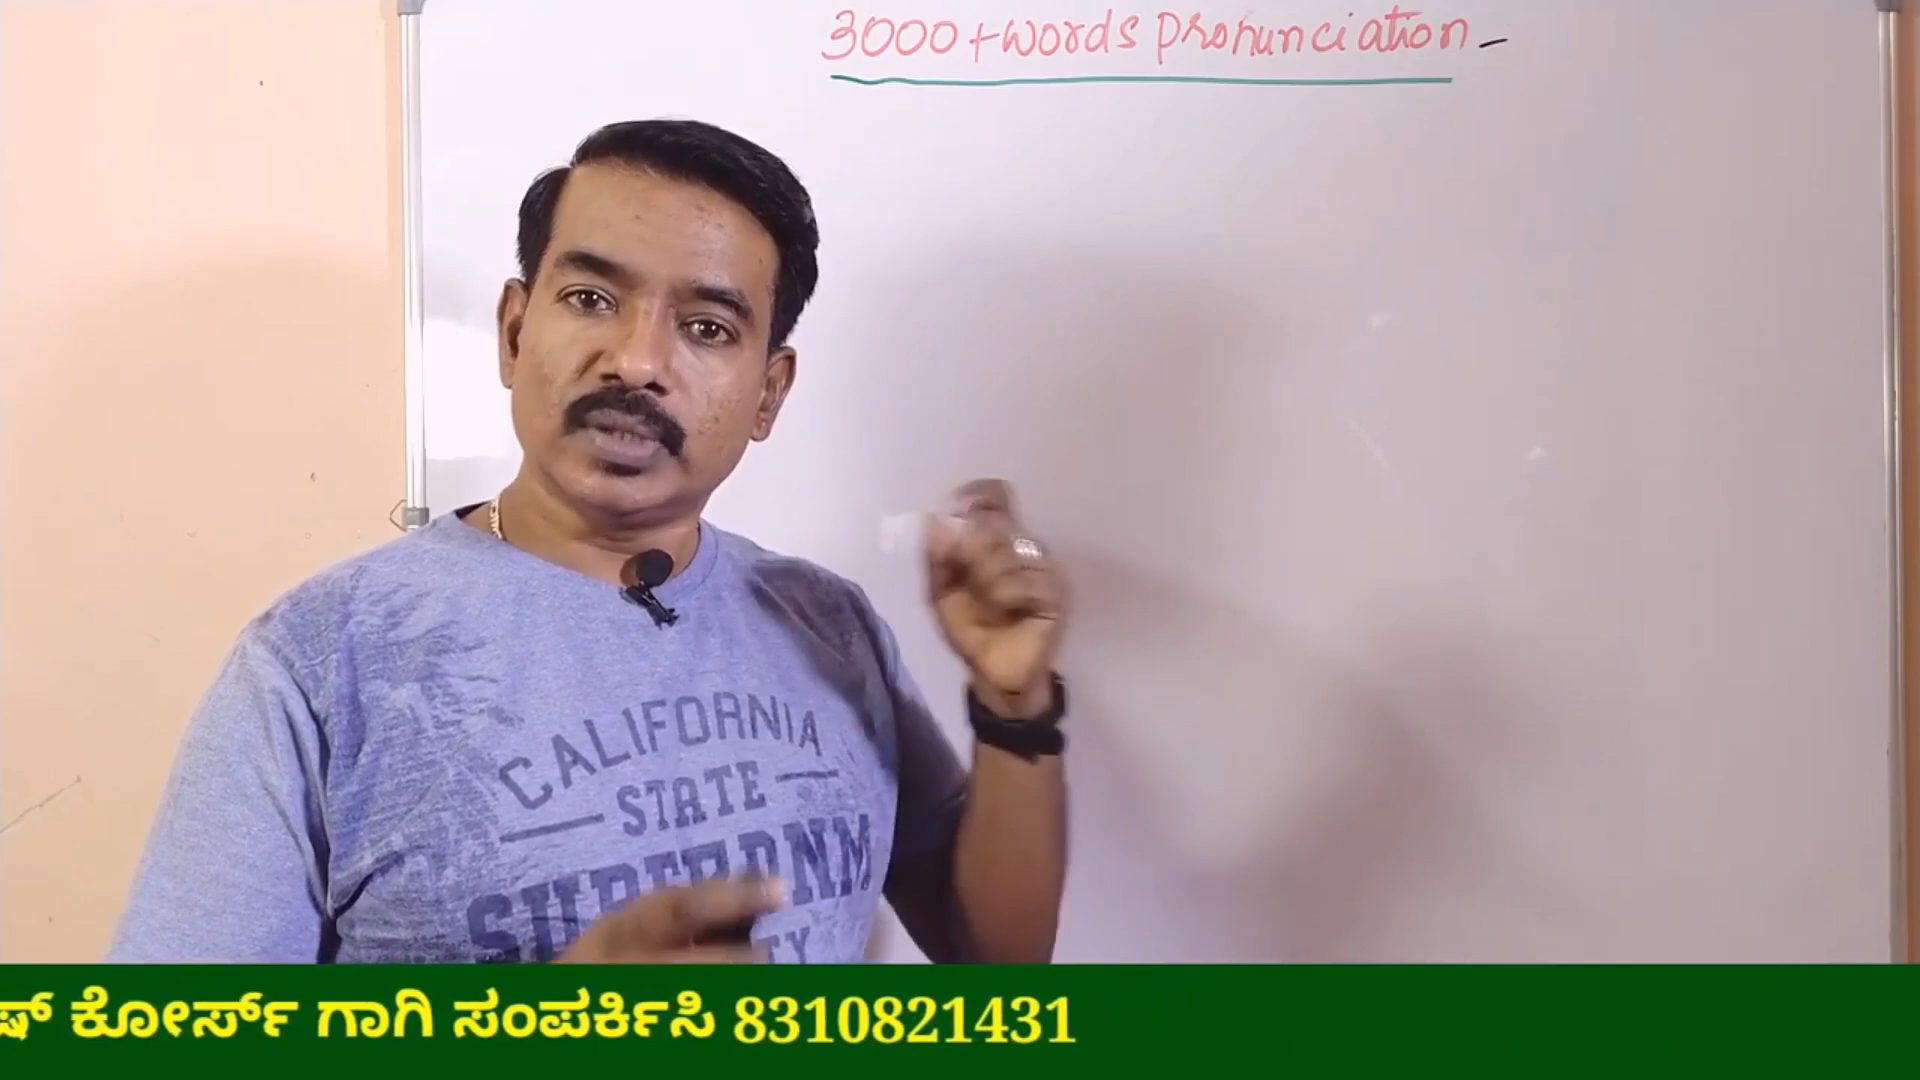 3000+words pronunciation -
CALIFORNIA
STATE
ಷ್ ಕೋರ್ಸ್ ಗಾಗಿ ಸಂಪರ್ಕಿಸಿ 8310821431